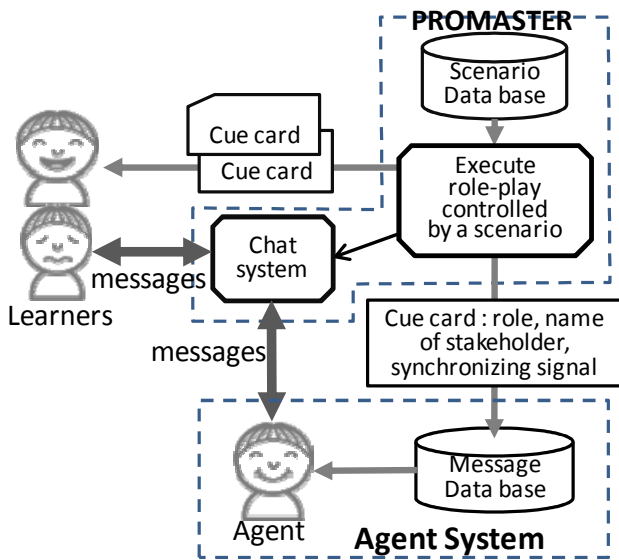 PROMASTER
Scenario
Data base
Cue card
Cue card
Execute
role-play
controlled
by a scenario
Chat
system
messages
Learners
messages
Cue card : role, name
of stakeholder,
synchronizing signal
Message
Data base
Agent
Agent System